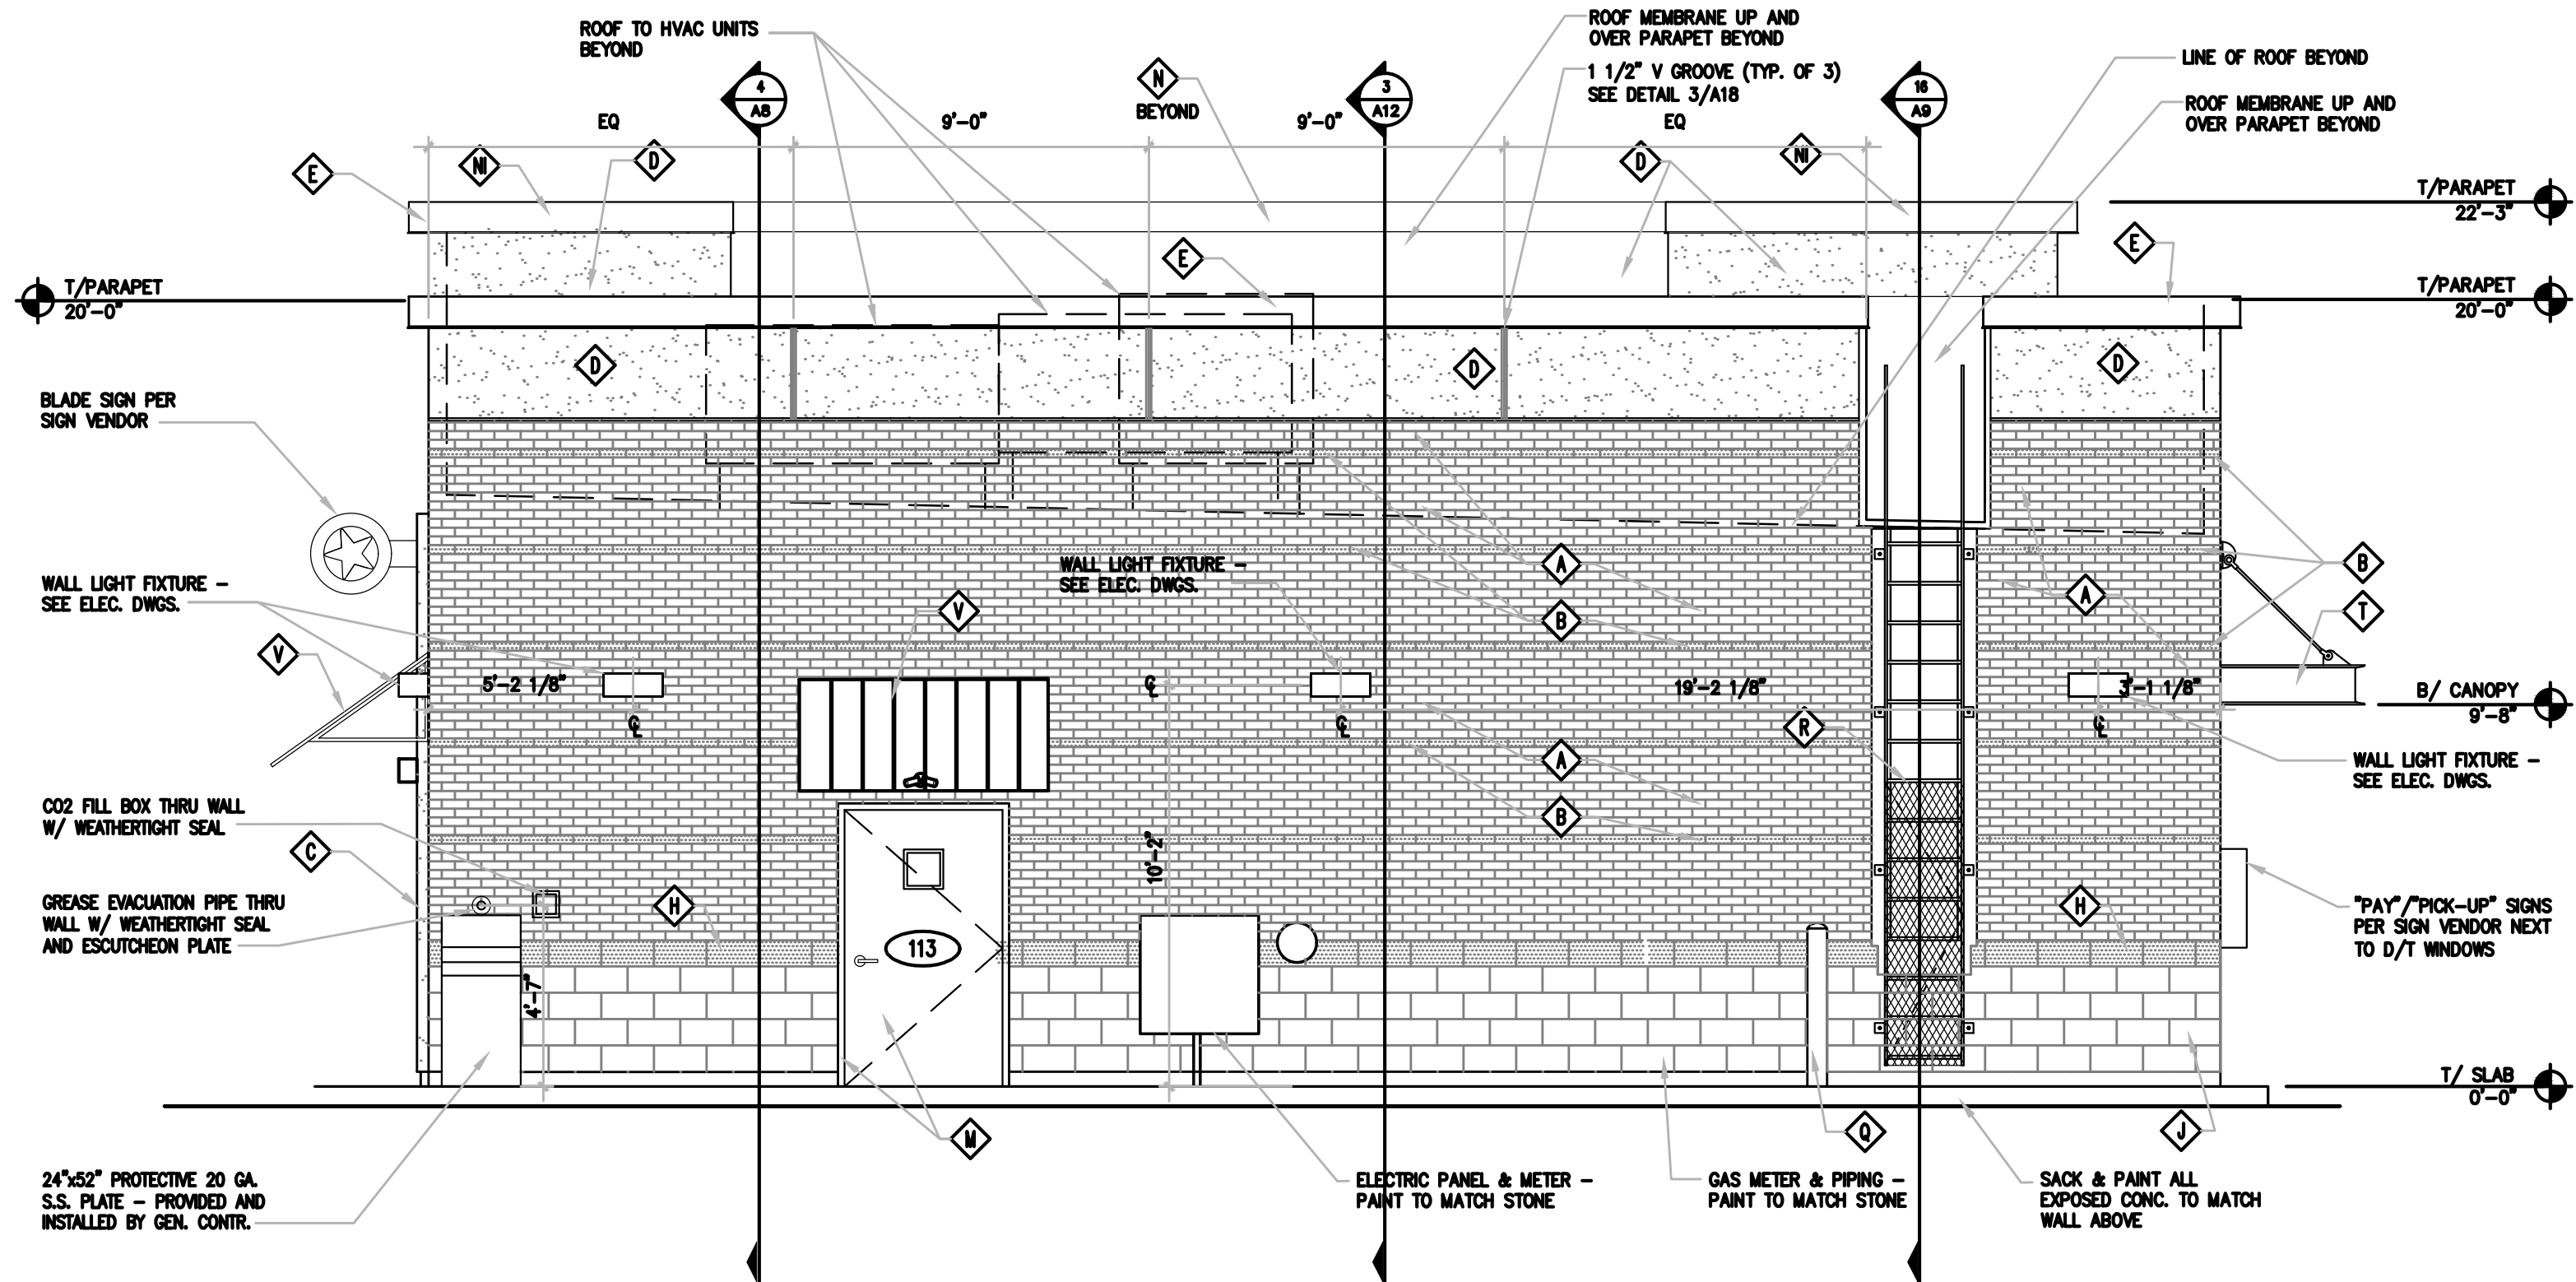 ROOF TO HVAC UNITS
BEYOND
ROOF MEMBRANE UP AND
OVER PARAPET BEYOND
1 1/2" V GROOVE (TYP. OF 3)
SEE DETAIL 3/A18
LINE OF ROOF BEYOND
ROOF MEMBRANE UP AND
OVER PARAPET BEYOND
4
A8
N
BEYOND
3
A12
16
A9
EQ
9'-0"
9'-0"
EQ
E
N1
D
D
N1
T/PARAPET
22'-3"
E
E
T/PARAPET
20'-0"
T/PARAPET
20'-0"
D
D
D
BLADE SIGN PER
SIGN VENDOR
WALL LIGHT FIXTURE -
SEE ELEC. DWGS.
WALL LIGHT FIXTURE -
SEE ELEC. DWGS.
A
B
A
B
T
V
V
5'-2 1/8"
19'-2 1/8"
3'-1 1/8"
B/ CANOPY
9'-8"
R
A
B
WALL LIGHT FIXTURE -
SEE ELEC. DWGS.
CO2 FILL BOX THRU WALL
W/ WEATHERTIGHT SEAL
C
10'-2"
GREASE EVACUATION PIPE THRU
WALL W/ WEATHERTIGHT SEAL
AND ESCUTCHEON PLATE
H
H
113
"PAY"/"PICK-UP" SIGNS
PER SIGN VENDOR NEXT
TO D/T WINDOWS
4'-7"
T/ SLAB
0'-0"
M
Q
J
24"x52" PROTECTIVE 20 GA.
S.S. PLATE - PROVIDED AND
INSTALLED BY GEN. CONTR.
ELECTRIC PANEL & METER -
PAINT TO MATCH STONE
GAS METER & PIPING -
PAINT TO MATCH STONE
SACK & PAINT ALL
EXPOSED CONC. TO MATCH
WALL ABOVE